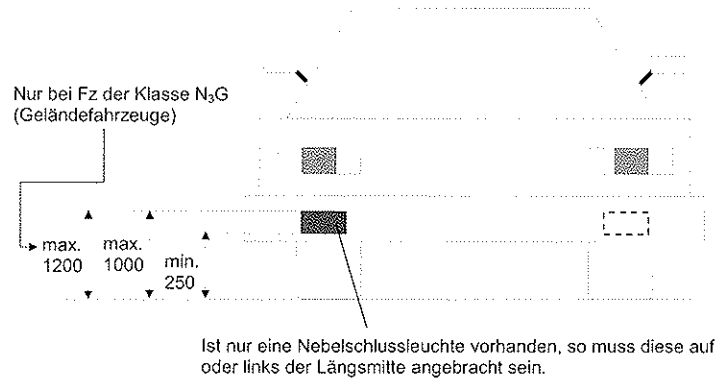 Nur bei Fz der Klasse N₃G
(Geländefahrzeuge)
max.
1200
max.
1000
min.
250
Ist nur eine Nebelschlussleuchte vorhanden, so muss diese auf
oder links der Längsmitte angebracht sein.